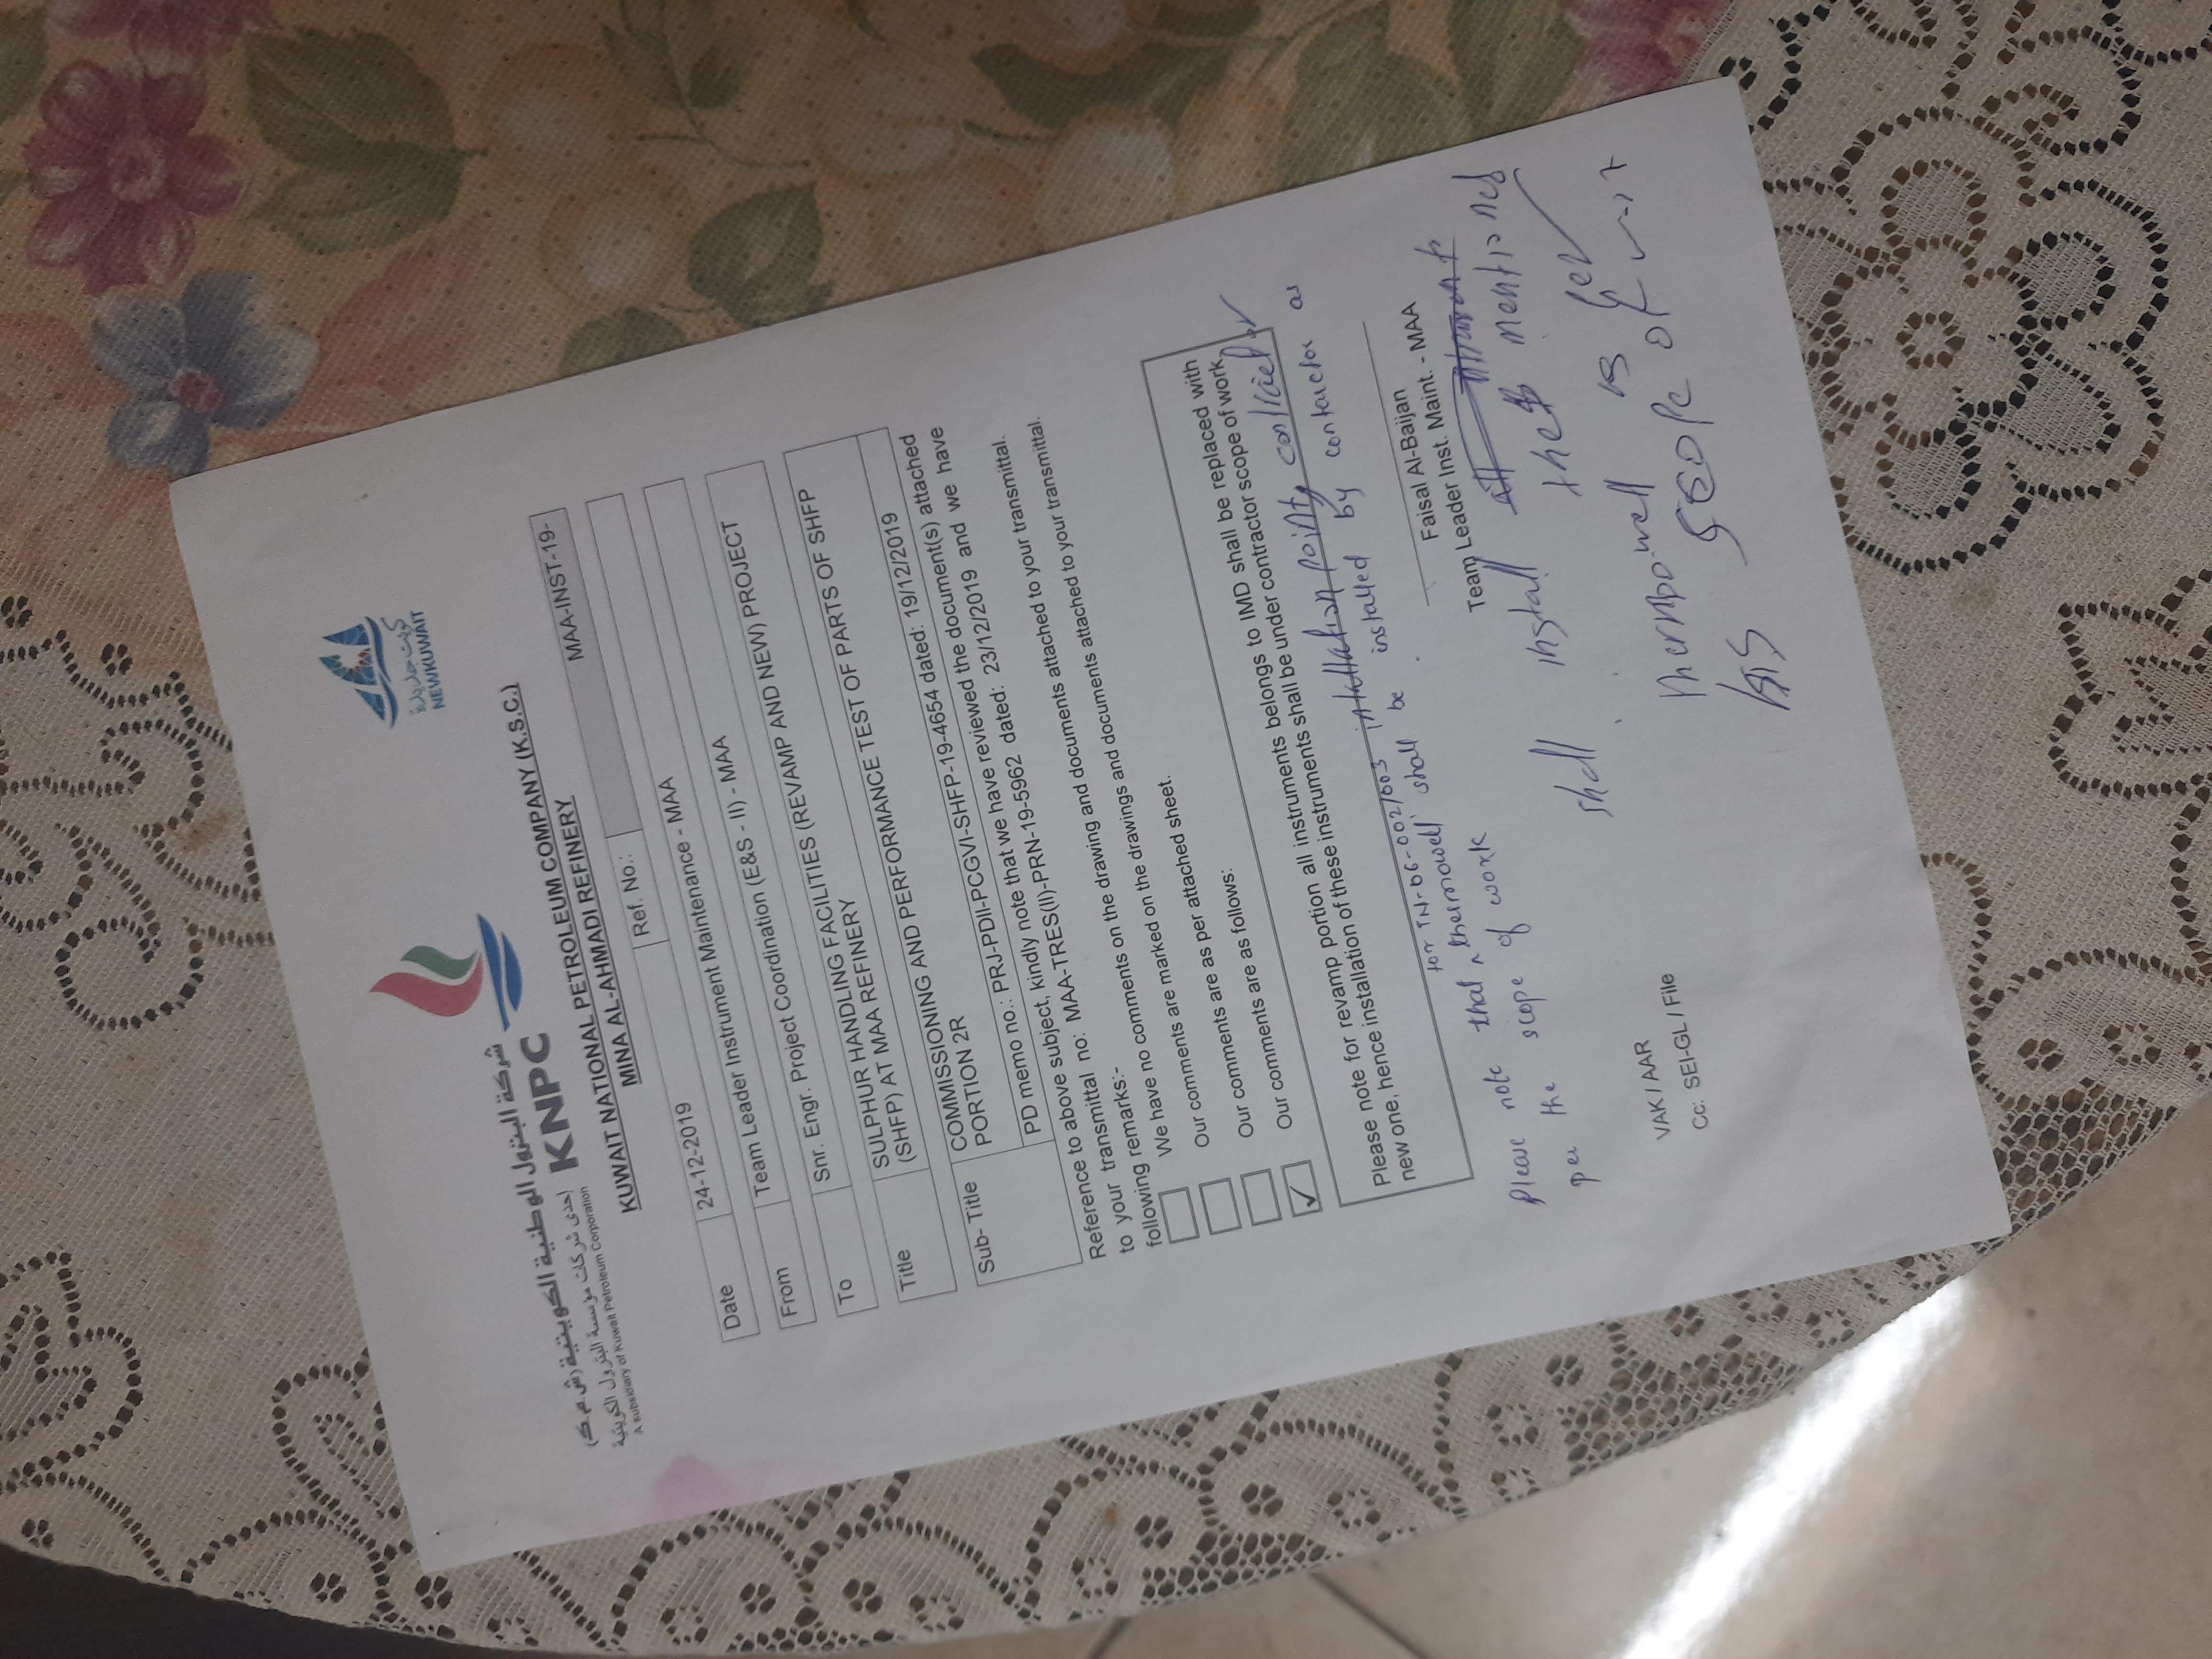 كويت جديدة
NEWKUWAIT
شركة البترول الوطنية الكويتية (ش.م.ك)
إحدى شركات مؤسسة البترول الكويتية
A subsidiary of Kuwait Petroleum Corporation
KNPC
KUWAIT NATIONAL PETROLEUM COMPANY (K.S.C.)
MINA AL-AHMADI REFINERY
Date 24-12-2019 Ref. No.: MAA-INST-19-
From Team Leader Instrument Maintenance - MAA
To Snr. Engr. Project Coordination (E&S - II) - MAA
Title SULPHUR HANDLING FACILITIES (REVAMP AND NEW) PROJECT
(SHFP) AT MAA REFINERY
Sub- Title COMMISSIONING AND PERFORMANCE TEST OF PARTS OF SHFP
PORTION 2R
PD memo no.: PRJ-PDII-PCGVI-SHFP-19-4654 dated: 19/12/2019
Reference to above subject, kindly note that we have reviewed the document(s) attached
to your transmittal no: MAA-TRES(II)-PRN-19-5962 dated: 23/12/2019 and we have
following remarks:-
We have no comments on the drawing and documents attached to your transmittal.
Our comments are marked on the drawings and documents attached to your transmittal.
Our comments are as per attached sheet.
✓ Our comments are as follows:
Please note for revamp portion all instruments belongs to IMD shall be replaced with
new one, hence installation of these instruments shall be under contractor scope of work.
for TN-06-002/003 intallation point, contractor
Please note that thermowell shall be installed by contractor as
per the scope of work
Faisal Al-Baijan
Team Leader Inst. Maint. - MAA
shall install
the mentioned
thermowell as per
his scope of work
VAK / AAR
Cc: SEI-GL / File